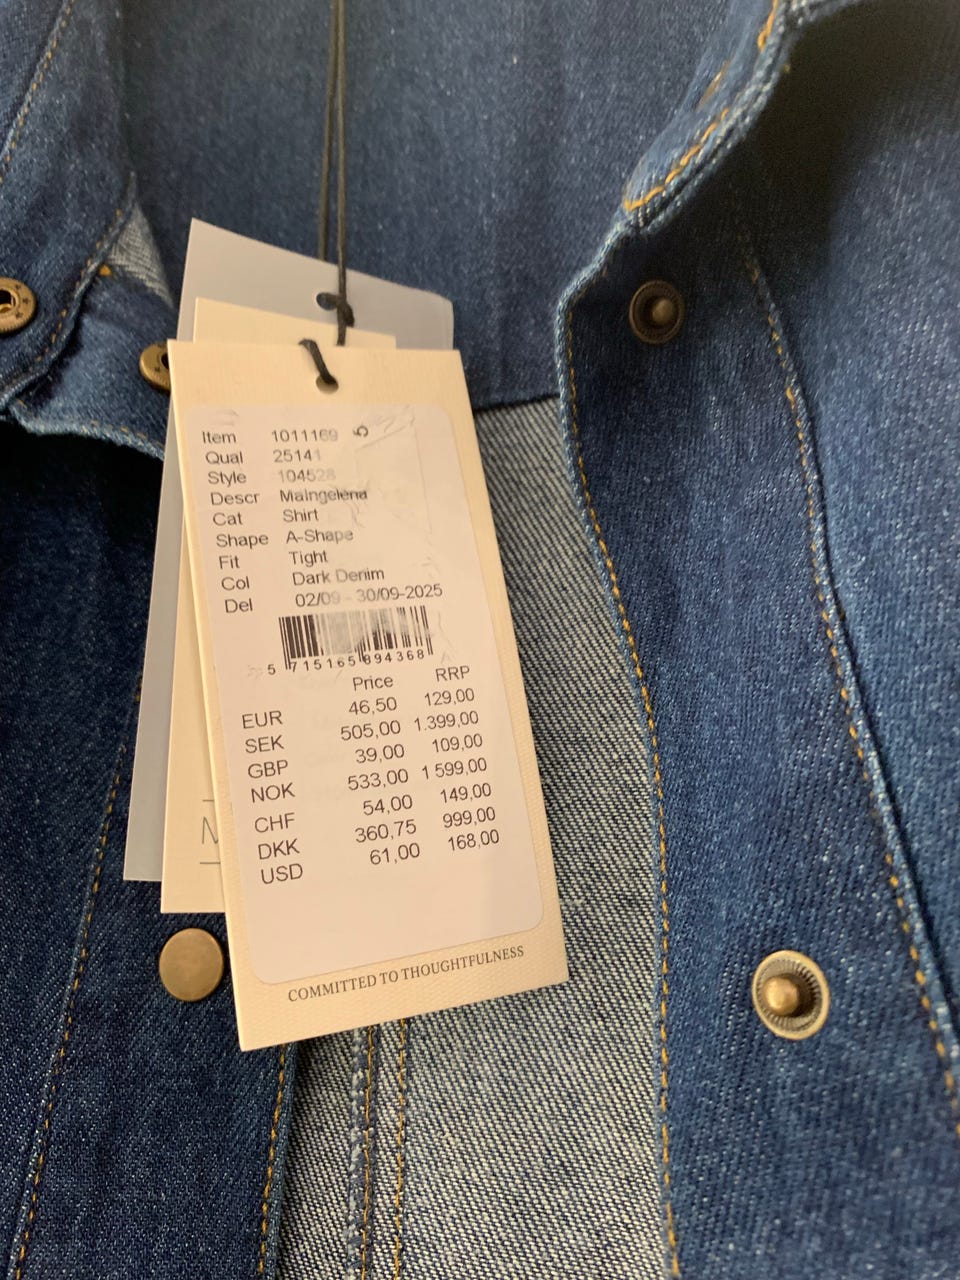 Item 1011169 5
Qual 25141
Style 104528
Descr MaIngelena
Cat Shirt
Shape A-Shape
Fit Tight
Col Dark Denim
Del 02/09 - 30/09-2025
5 715165 894368
Price RRP
EUR 46,50 129,00
SEK 505,00 1.399,00
GBP 39,00 109,00
NOK 533,00 1 599,00
CHF 54,00 149,00
DKK 360,75 999,00
USD 61,00 168,00
COMMITTED TO THOUGHTFULNESS